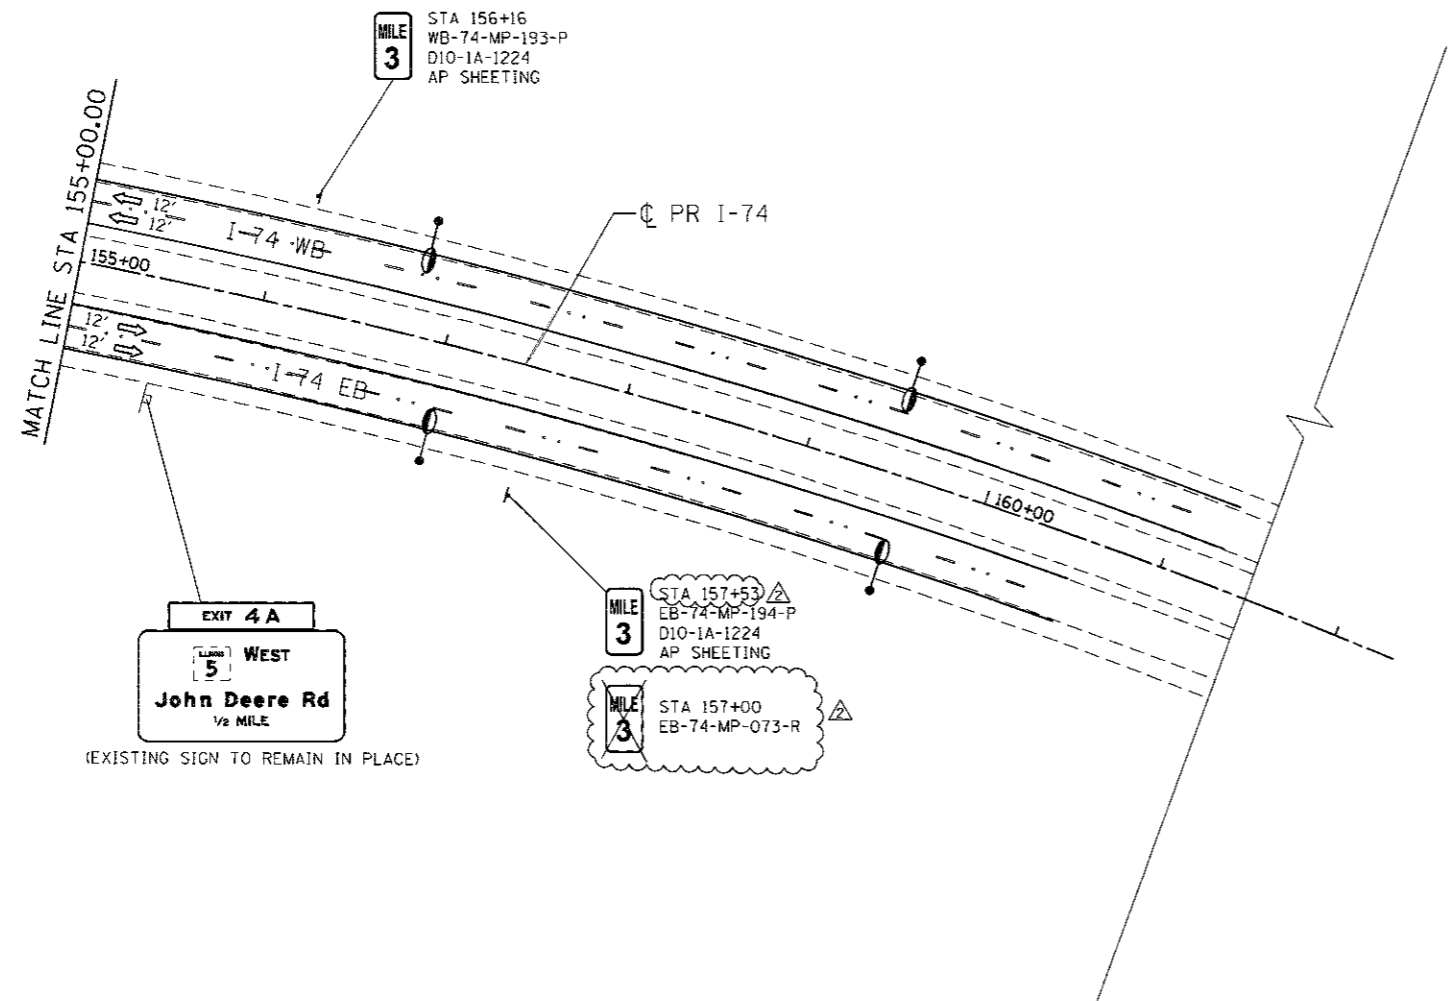 MILE
3
STA 156+16
WB-74-MP-193-P
D10-1A-1224
AP SHEETING
MATCH LINE STA 155+00.00
12'
12'
I-74 WB
℄ PR I-74
155+00
12'
12'
I-74 EB
160+00
EXIT 4A
ILLINOIS
5
WEST
John Deere Rd
1/2 MILE
(EXISTING SIGN TO REMAIN IN PLACE)
MILE
3
STA 157+53
2
EB-74-MP-194-P
D10-1A-1224
AP SHEETING
MILE
3
STA 157+00
EB-74-MP-073-R
2